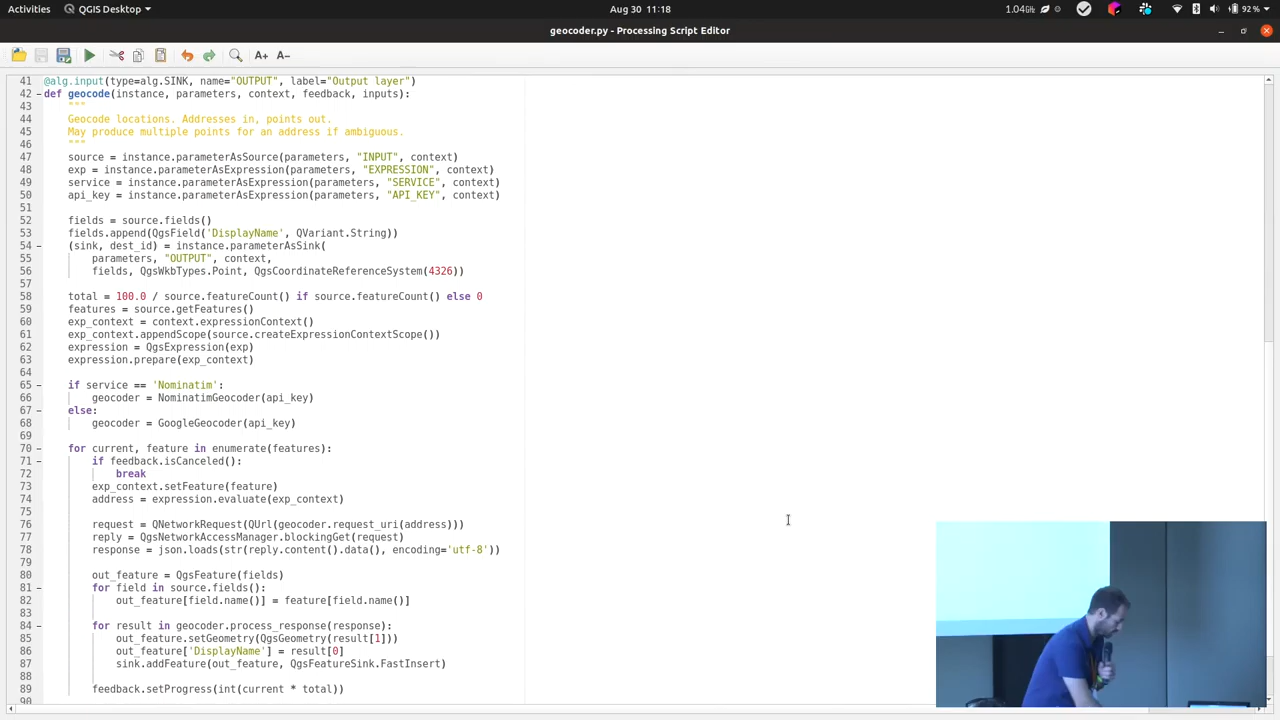 Activities
QGIS Desktop
Aug 30 11:18
1.04GHz
92 %
geocoder.py - Processing Script Editor
A+
A-
41 @alg.input(type=alg.SINK, name="OUTPUT", label="Output layer")
42 def geocode(instance, parameters, context, feedback, inputs):
43 """
44 Geocode locations. Addresses in, points out.
45 May produce multiple points for an address if ambiguous.
46 """
47 source = instance.parameterAsSource(parameters, "INPUT", context)
48 exp = instance.parameterAsExpression(parameters, "EXPRESSION", context)
49 service = instance.parameterAsExpression(parameters, "SERVICE", context)
50 api_key = instance.parameterAsExpression(parameters, "API_KEY", context)
51
52 fields = source.fields()
53 fields.append(QgsField('DisplayName', QVariant.String))
54 (sink, dest_id) = instance.parameterAsSink(
55 parameters, "OUTPUT", context,
56 fields, QgsWkbTypes.Point, QgsCoordinateReferenceSystem(4326))
57
58 total = 100.0 / source.featureCount() if source.featureCount() else 0
59 features = source.getFeatures()
60 exp_context = context.expressionContext()
61 exp_context.appendScope(source.createExpressionContextScope())
62 expression = QgsExpression(exp)
63 expression.prepare(exp_context)
64
65 if service == 'Nominatim':
66 geocoder = NominatimGeocoder(api_key)
67 else:
68 geocoder = GoogleGeocoder(api_key)
69
70 for current, feature in enumerate(features):
71 if feedback.isCanceled():
72 break
73 exp_context.setFeature(feature)
74 address = expression.evaluate(exp_context)
75
76 request = QNetworkRequest(QUrl(geocoder.request_uri(address)))
77 reply = QgsNetworkAccessManager.blockingGet(request)
78 response = json.loads(str(reply.content().data(), encoding='utf-8'))
79
80 out_feature = QgsFeature(fields)
81 for field in source.fields():
82 out_feature[field.name()] = feature[field.name()]
83
84 for result in geocoder.process_response(response):
85 out_feature.setGeometry(QgsGeometry(result[1]))
86 out_feature['DisplayName'] = result[0]
87 sink.addFeature(out_feature, QgsFeatureSink.FastInsert)
88
89 feedback.setProgress(int(current * total))
90